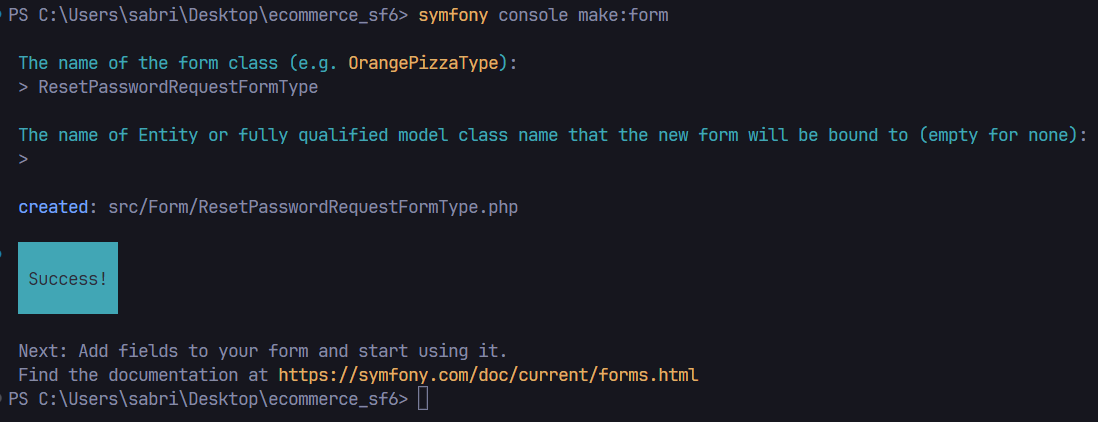 PS C:\Users\sabri\Desktop\ecommerce_sf6> symfony console make:form
The name of the form class (e.g. OrangePizzaType):
> ResetPasswordRequestFormType
The name of Entity or fully qualified model class name that the new form will be bound to (empty for none):
>
created: src/Form/ResetPasswordRequestFormType.php
Success!
Next: Add fields to your form and start using it.
Find the documentation at https://symfony.com/doc/current/forms.html
PS C:\Users\sabri\Desktop\ecommerce_sf6>